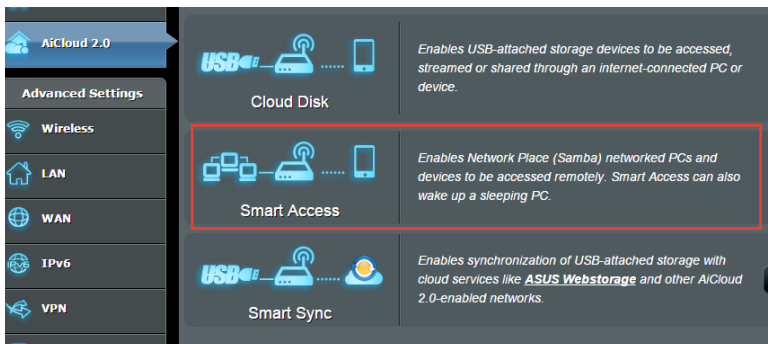 AiCloud 2.0
Advanced Settings
Wireless
LAN
WAN
IPv6
VPN
USB
Cloud Disk
Enables USB-attached storage devices to be accessed,
streamed or shared through an internet-connected PC or
device.
Smart Access
Enables Network Place (Samba) networked PCs and
devices to be accessed remotely. Smart Access can also
wake up a sleeping PC.
USB
Smart Sync
Enables synchronization of USB-attached storage with
cloud services like ASUS Webstorage and other AiCloud
2.0-enabled networks.